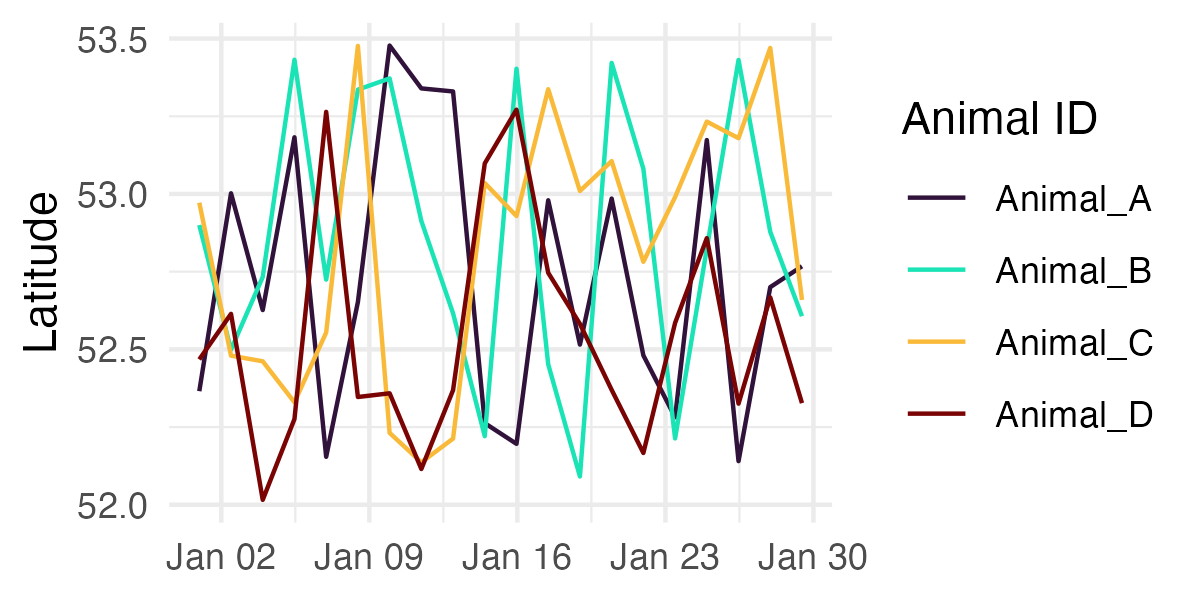 Latitude
53.5
53.0
52.5
52.0
Jan 02 Jan 09 Jan 16 Jan 23 Jan 30
Animal ID
Animal_A
Animal_B
Animal_C
Animal_D